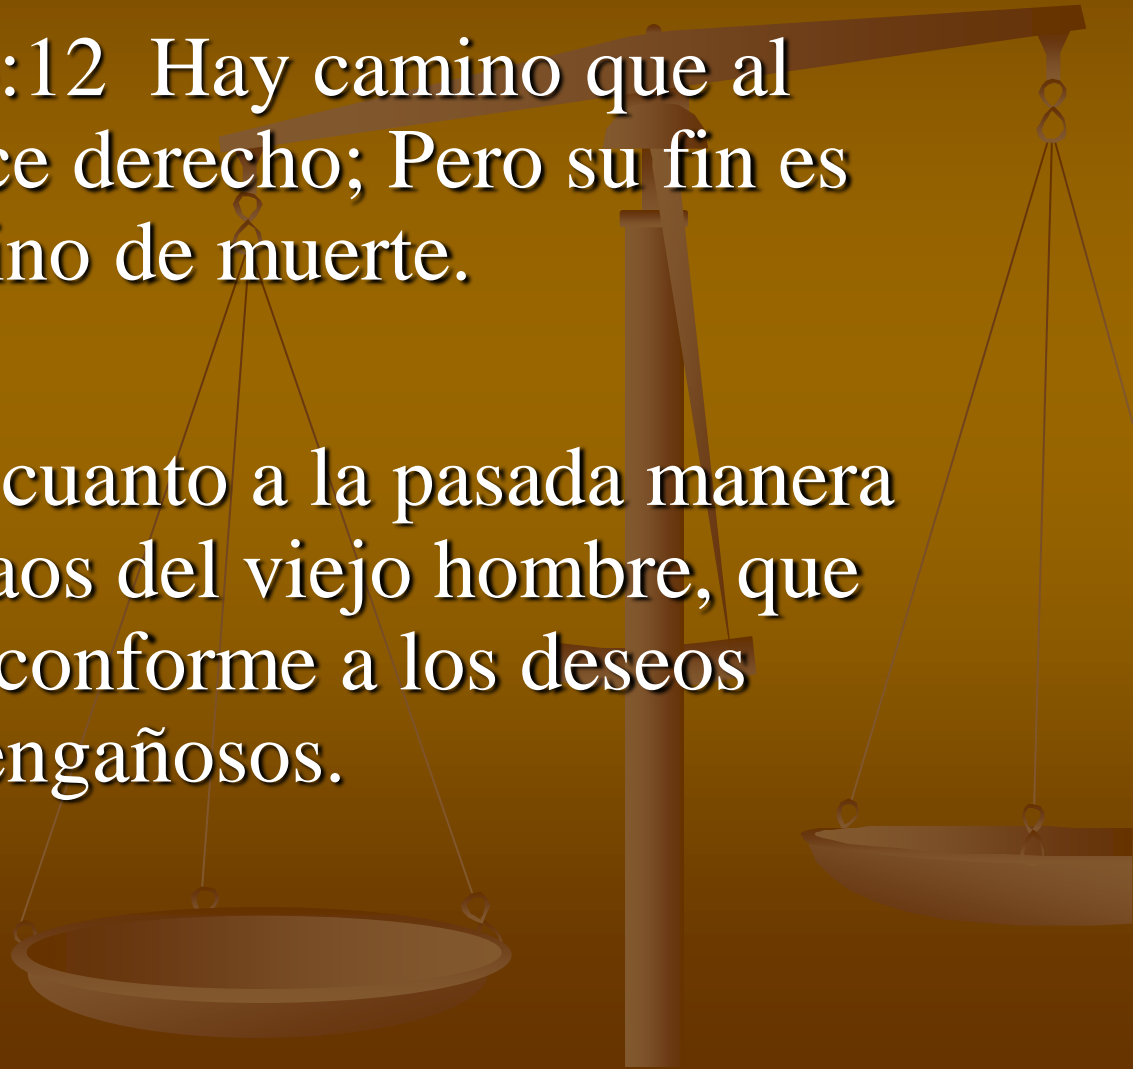 :12 Hay camino que al
ce derecho; Pero su fin es
ino de muerte.
cuanto a la pasada manera
aos del viejo hombre, que
conforme a los deseos
engañosos.